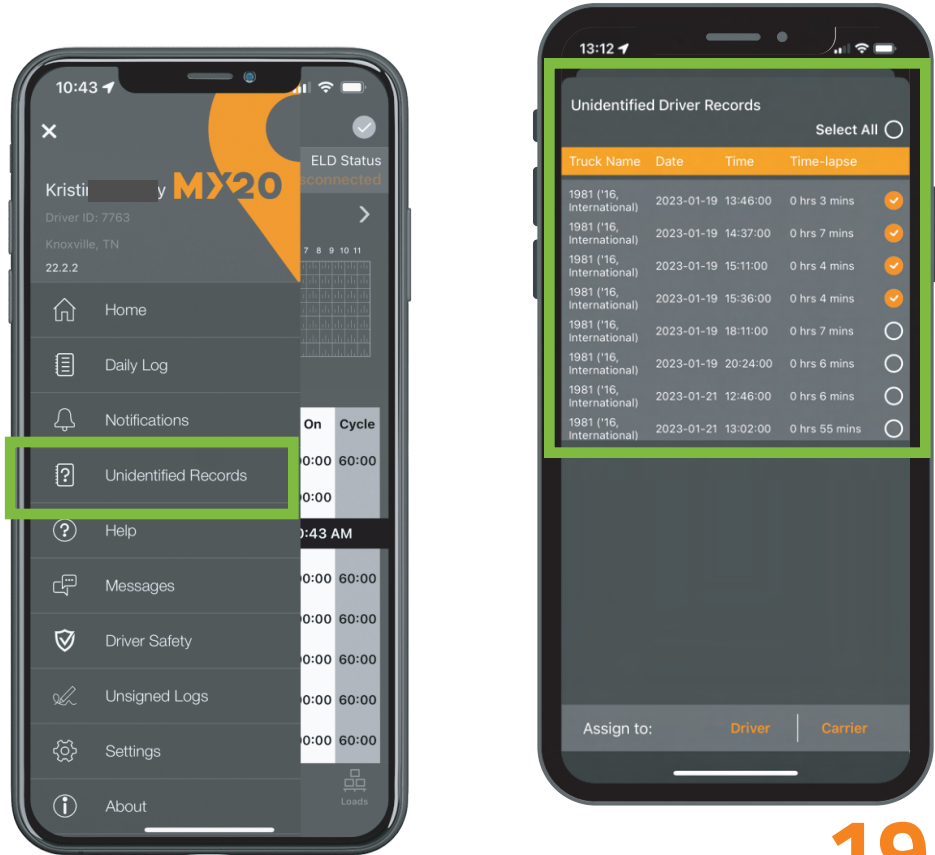 10:43
ELD Status
Kristi y MX20
Driver ID: 7763
Knoxville, TN
22.2.2
7 8 9 10 11
Home
Daily Log
Notifications
On Cycle
Unidentified Records
00:00 60:00
0:00
Help
0:43 AM
Messages
00:00 60:00
Driver Safety
00:00 60:00
00:00 60:00
Unsigned Logs
00:00 60:00
Settings
00:00 60:00
About
Loads
13:12
Unidentified Driver Records
Select All
Truck Name Date Time Time-lapse
1981 ('16,
International) 2023-01-19 13:46:00 0 hrs 3 mins
1981 ('16,
International) 2023-01-19 14:37:00 0 hrs 7 mins
1981 ('16,
International) 2023-01-19 15:11:00 0 hrs 4 mins
1981 ('16,
International) 2023-01-19 15:36:00 0 hrs 4 mins
1981 ('16,
International) 2023-01-19 18:11:00 0 hrs 7 mins
1981 ('16,
International) 2023-01-19 20:24:00 0 hrs 6 mins
1981 ('16,
International) 2023-01-21 12:46:00 0 hrs 6 mins
1981 ('16,
International) 2023-01-21 13:02:00 0 hrs 55 mins
Assign to: Driver Carrier
19